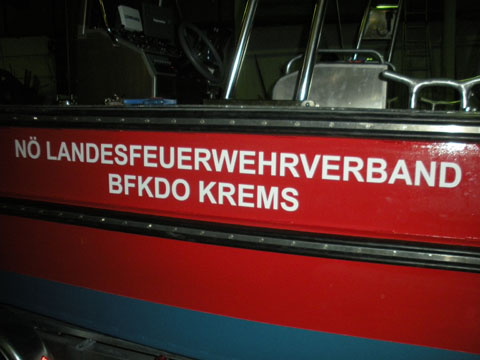 NÖ LANDESFEUERWEHRVERBAND
BFKDO KREMS